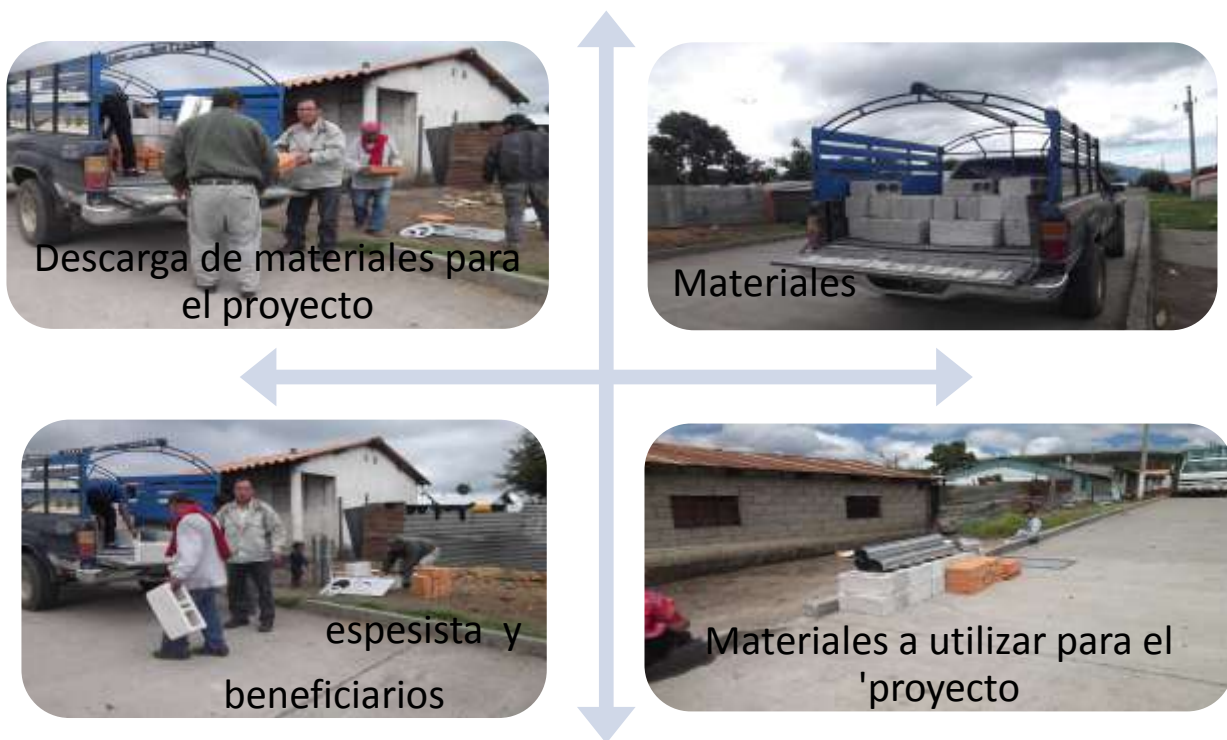 Descarga de materiales para
el proyecto
Materiales
espesista y
beneficiarios
Materiales a utilizar para el
'proyecto